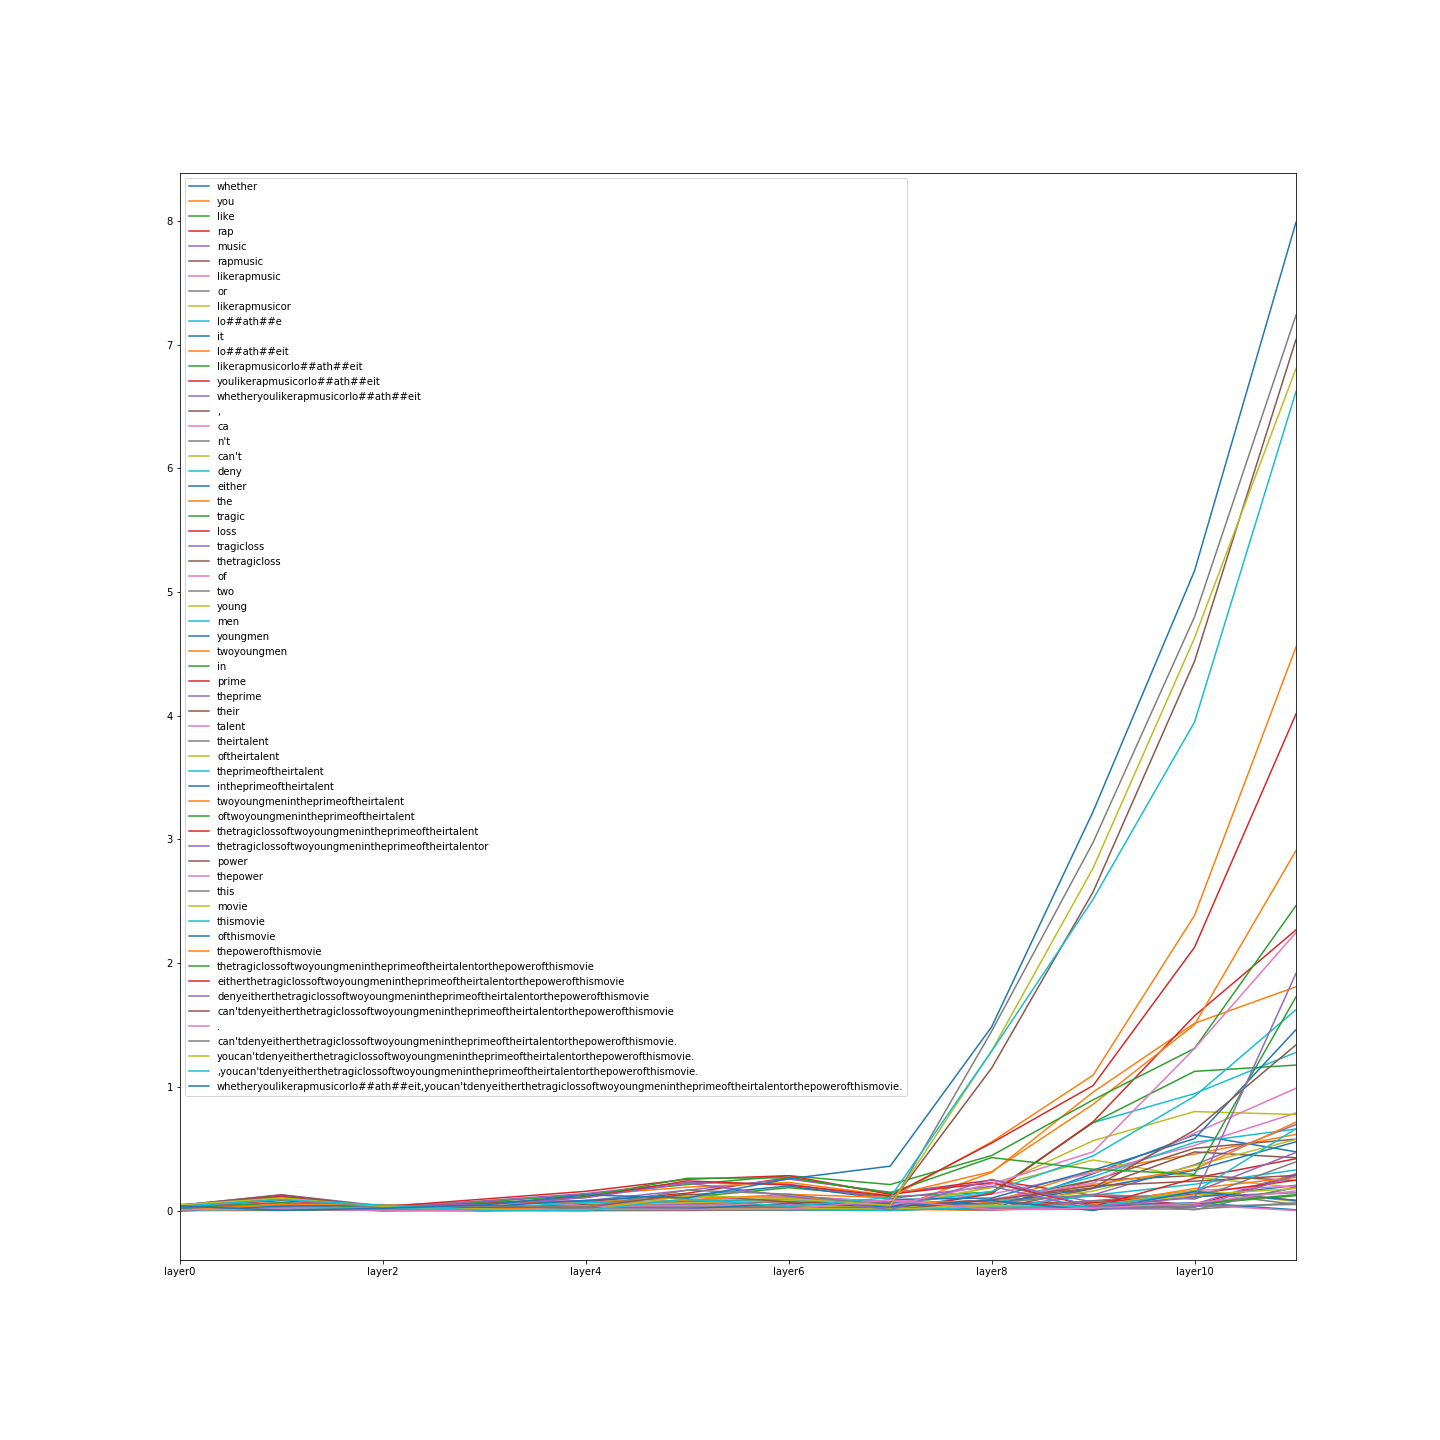 8
7
6
5
4
3
2
1
0
whether
you
like
rap
music
rapmusic
likerapmusic
or
likerapmusicor
lo##ath##e
it
lo##ath##eit
likerapmusicorlo##ath##eit
youlikerapmusicorlo##ath##eit
whetheryoulikerapmusicorlo##ath##eit
,
ca
n't
can't
deny
either
the
tragic
loss
tragicloss
thetragicloss
of
two
young
men
youngmen
twoyoungmen
in
prime
theprime
their
talent
theirtalent
oftheirtalent
theprimeoftheirtalent
intheprimeoftheirtalent
twoyoungmenintheprimeoftheirtalent
oftwoyoungmenintheprimeoftheirtalent
thetragiclossoftwoyoungmenintheprimeoftheirtalent
thetragiclossoftwoyoungmenintheprimeoftheirtalentor
power
thepower
this
movie
thismovie
ofthismovie
thepowerofthismovie
thetragiclossoftwoyoungmenintheprimeoftheirtalentorthepowerofthismovie
eitherthetragiclossoftwoyoungmenintheprimeoftheirtalentorthepowerofthismovie
denyeitherthetragiclossoftwoyoungmenintheprimeoftheirtalentorthepowerofthismovie
can'tdenyeitherthetragiclossoftwoyoungmenintheprimeoftheirtalentorthepowerofthismovie
.
can'tdenyeitherthetragiclossoftwoyoungmenintheprimeoftheirtalentorthepowerofthismovie.
youcan'tdenyeitherthetragiclossoftwoyoungmenintheprimeoftheirtalentorthepowerofthismovie.
,youcan'tdenyeitherthetragiclossoftwoyoungmenintheprimeoftheirtalentorthepowerofthismovie.
whetheryoulikerapmusicorlo##ath##eit,youcan'tdenyeitherthetragiclossoftwoyoungmenintheprimeoftheirtalentorthepowerofthismovie.
layer0 layer2 layer4 layer6 layer8 layer10